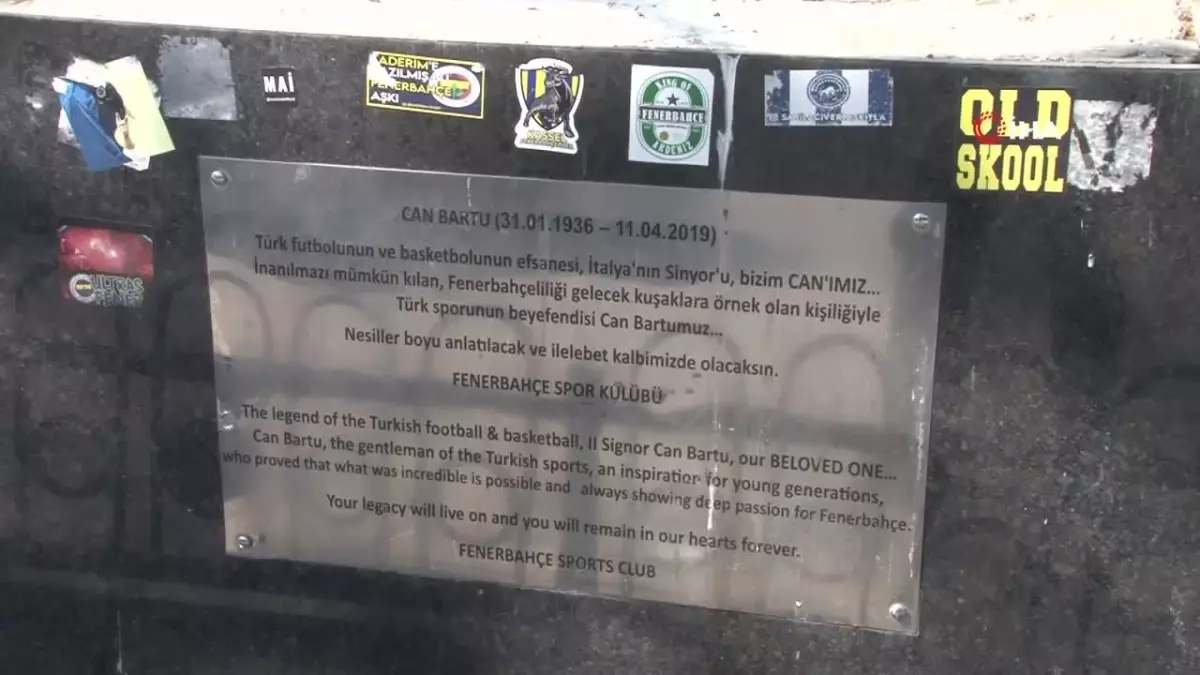 MAİ
KADERİM'E
YAZILMIŞ
FENERBAHÇE
AŞKI
KING OF
FENERBAHÇE
AKDENİZ
OLD
SKOOL
İHA
ULTRAS
FENER
CAN BARTU (31.01.1936 – 11.04.2019)
Türk futbolunun ve basketbolunun efsanesi, İtalya'nın Sinyor'u, bizim CAN'IMIZ...
İnanılmazı mümkün kılan, Fenerbahçeliliği gelecek kuşaklara örnek olan kişiliğiyle
Türk sporunun beyefendisi Can Bartumuz...
Nesiller boyu anlatılacak ve ilelebet kalbimizde olacaksın.
FENERBAHÇE SPOR KULÜBÜ
The legend of the Turkish football & basketball, Il Signor Can Bartu, our BELOVED ONE...
Can Bartu, the gentleman of the Turkish sports, an inspiration for young generations,
who proved that what was incredible is possible and always showing deep passion for Fenerbahçe.
Your legacy will live on and you will remain in our hearts forever.
FENERBAHÇE SPORTS CLUB